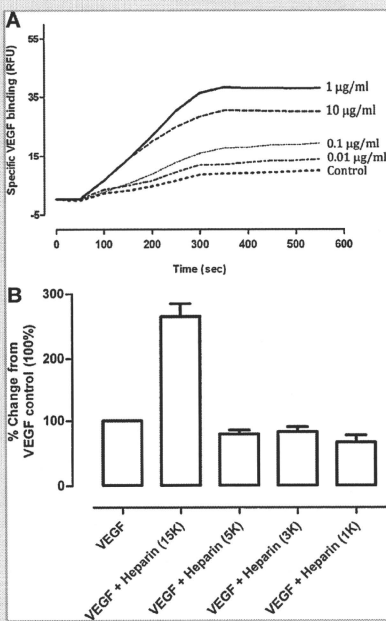 A
Specific VEGF binding (RFU)
55
35
15
-5
1 µg/ml
10 µg/ml
0.1 µg/ml
0.01 µg/ml
Control
0 100 200 300 400 500 600
Time (sec)
B
% Change from
VEGF control (100%)
300
200
100
0
VEGF
VEGF + Heparin (15K)
VEGF + Heparin (5K)
VEGF + Heparin (3K)
VEGF + Heparin (1K)